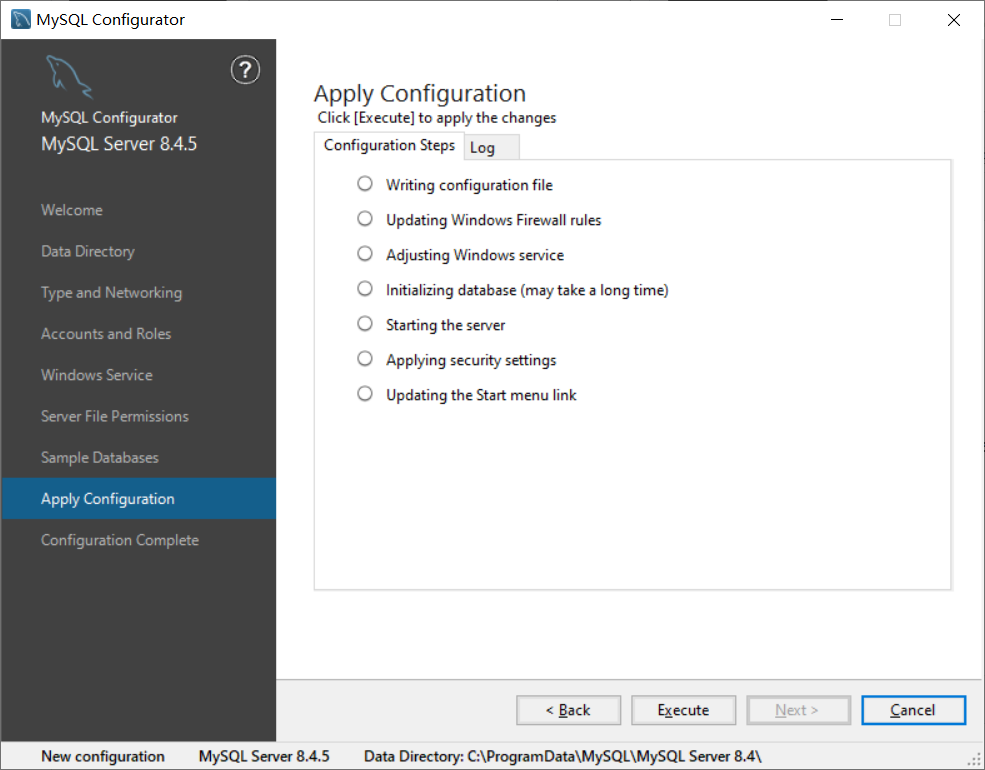 MySQL Configurator
?
MySQL Configurator
MySQL Server 8.4.5
Welcome
Data Directory
Type and Networking
Accounts and Roles
Windows Service
Server File Permissions
Sample Databases
Apply Configuration
Configuration Complete
Apply Configuration
Click [Execute] to apply the changes
Configuration Steps Log
Writing configuration file
Updating Windows Firewall rules
Adjusting Windows service
Initializing database (may take a long time)
Starting the server
Applying security settings
Updating the Start menu link
< Back Execute Next > Cancel
New configuration MySQL Server 8.4.5 Data Directory: C:\ProgramData\MySQL\MySQL Server 8.4\